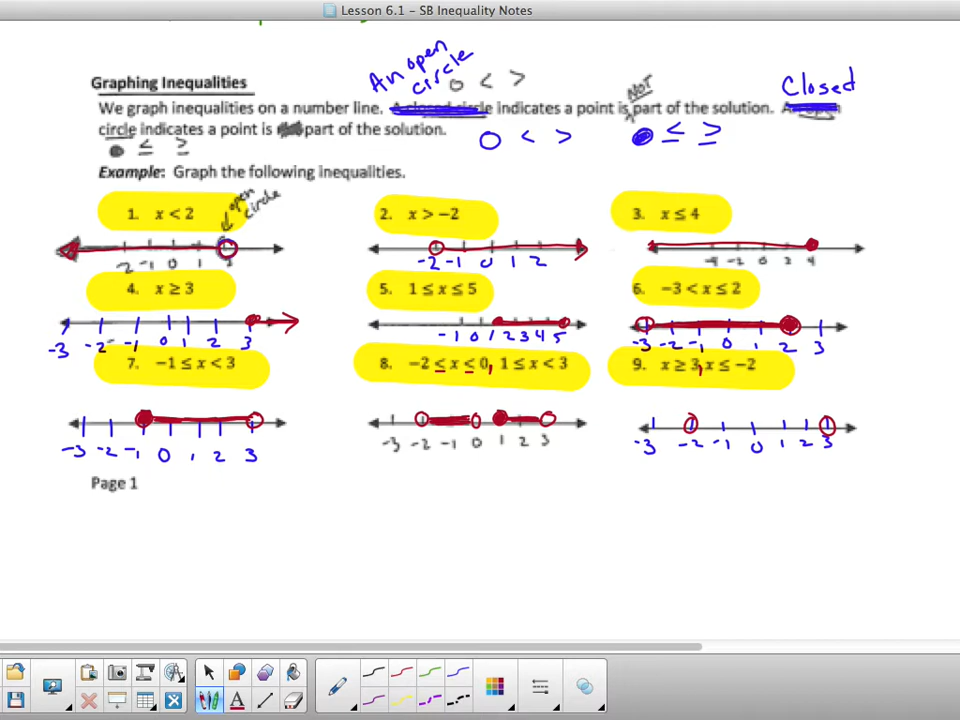 Lesson 6.1 - SB Inequality Notes
Graphing Inequalities
An open circle ○ < >
NOT
Closed
We graph inequalities on a number line. A closed circle indicates a point is part of the solution.
circle indicates a point is part of the solution.
○ < > ● ≤ ≥
● ≤ ≥
Example: Graph the following inequalities.
open circle
1. x < 2 2. x > −2 3. x ≤ 4
-2 -1 0 1 2 -2 -1 0 1 2 -4 -2 0 2 4
4. x ≥ 3 5. 1 ≤ x ≤ 5 6. −3 < x ≤ 2
-3 -2 -1 0 1 2 3 -1 0 1 2 3 4 5 -3 -2 -1 0 1 2 3
7. −1 ≤ x < 3 8. −2 ≤ x ≤ 0, 1 ≤ x < 3 9. x ≥ 3, x ≤ −2
-3 -2 -1 0 1 2 3 -3 -2 -1 0 1 2 3 -3 -2 -1 0 1 2 3
Page 1